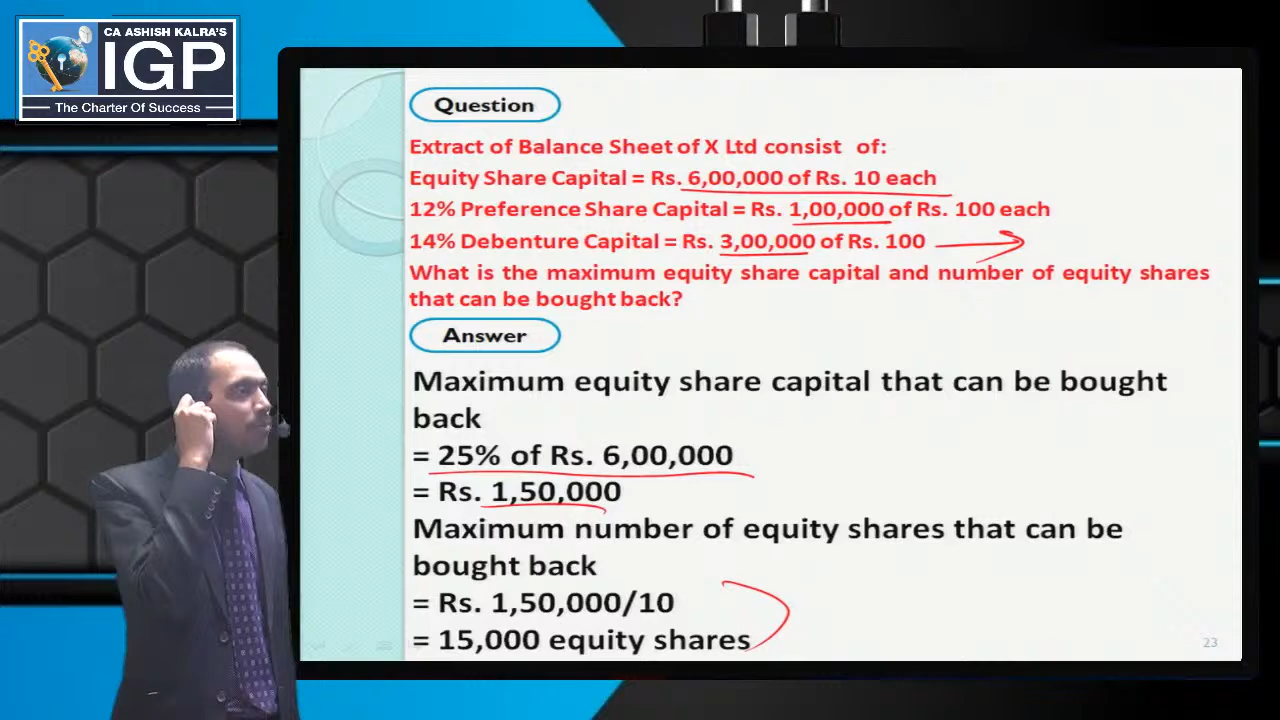 CA ASHISH KALRA'S
IGP
The Charter Of Success
Question
Extract of Balance Sheet of X Ltd consist of:
Equity Share Capital = Rs. 6,00,000 of Rs. 10 each
12% Preference Share Capital = Rs. 1,00,000 of Rs. 100 each
14% Debenture Capital = Rs. 3,00,000 of Rs. 100
What is the maximum equity share capital and number of equity shares
that can be bought back?
Answer
Maximum equity share capital that can be bought
back
= 25% of Rs. 6,00,000
= Rs. 1,50,000
Maximum number of equity shares that can be
bought back
= Rs. 1,50,000/10
= 15,000 equity shares
23